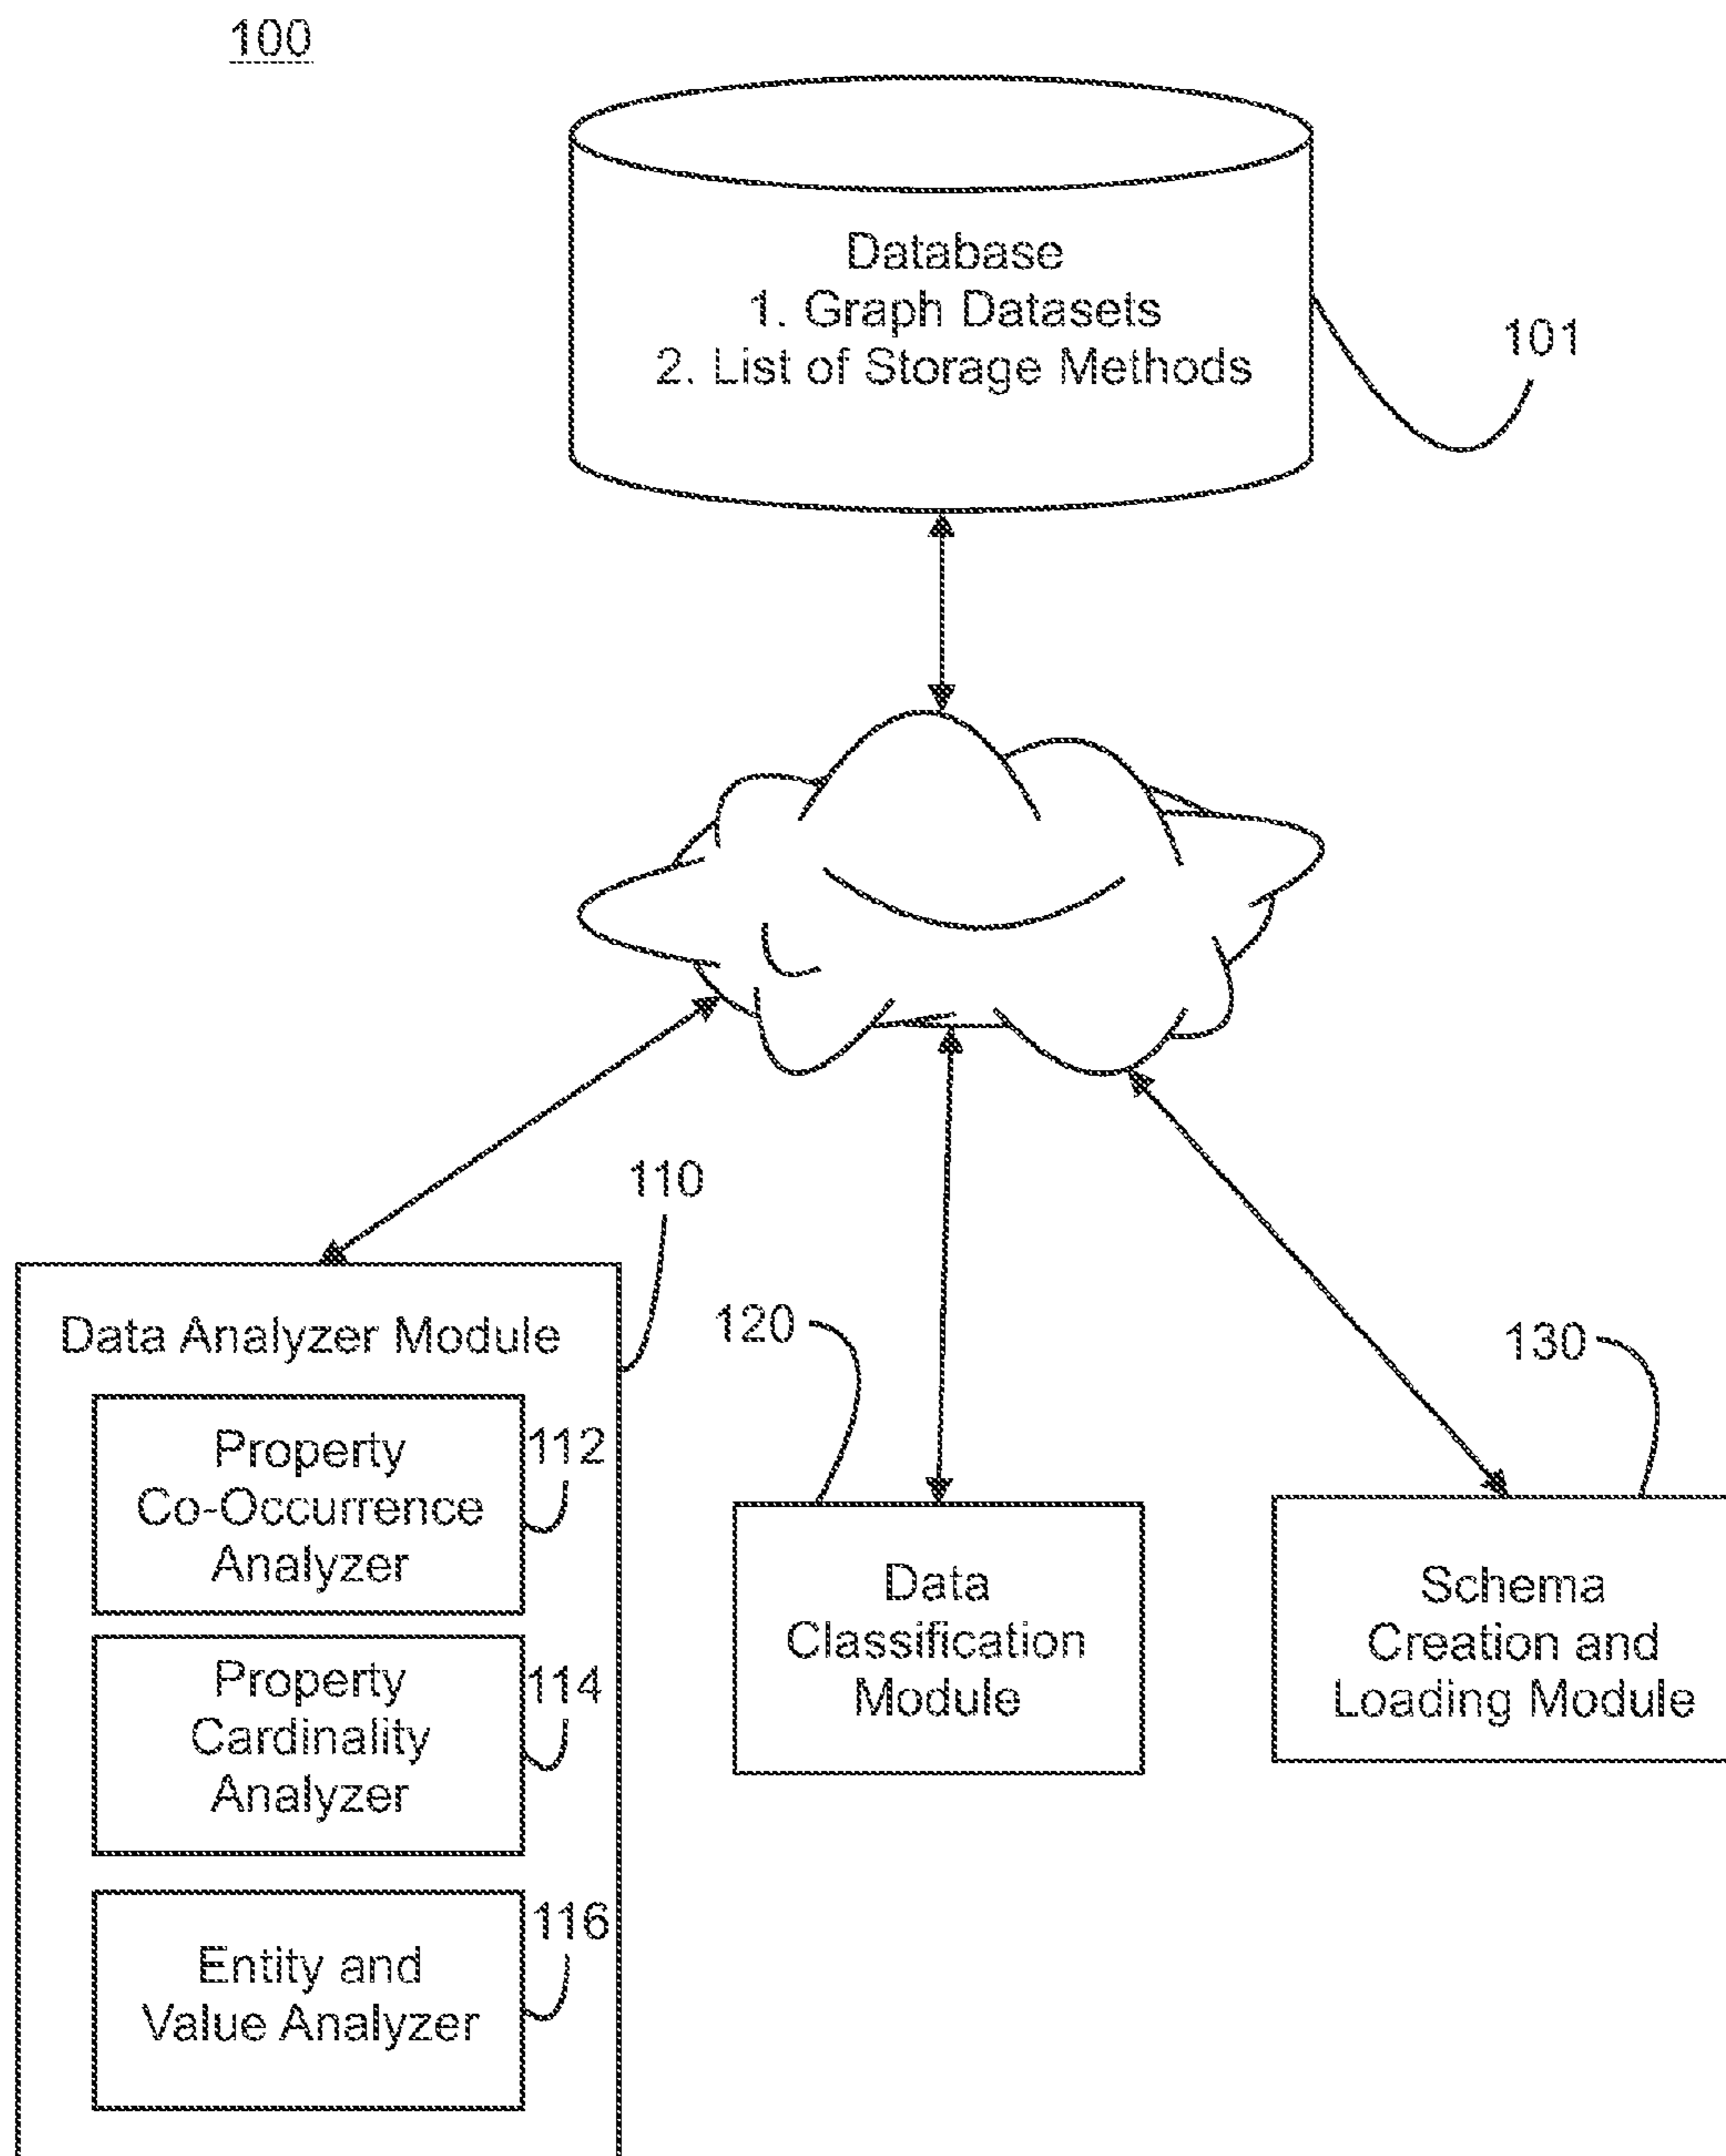 100
Database
1. Graph Datasets
2. List of Storage Methods
101
110
Data Analyzer Module
Property
Co-Occurrence
Analyzer
112
Property
Cardinality
Analyzer
114
Entity and
Value Analyzer
116
120
Data
Classification
Module
130
Schema
Creation and
Loading Module